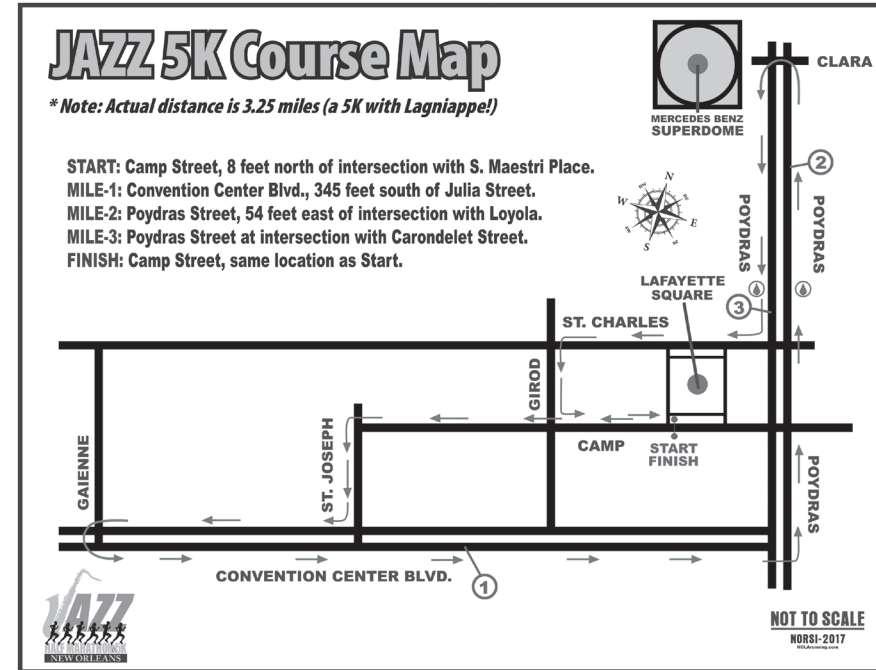 JAZZ 5K Course Map
* Note: Actual distance is 3.25 miles (a 5K with Lagniappe!)
START: Camp Street, 8 feet north of intersection with S. Maestri Place.
MILE-1: Convention Center Blvd., 345 feet south of Julia Street.
MILE-2: Poydras Street, 54 feet east of intersection with Loyola.
MILE-3: Poydras Street at intersection with Carondelet Street.
FINISH: Camp Street, same location as Start.
CLARA
MERCEDES BENZ
SUPERDOME
2
N
W
E
S
POYDRAS
POYDRAS
LAFAYETTE
SQUARE
3
ST. CHARLES
GIROD
CAMP
START
FINISH
ST. JOSEPH
GAIENNE
POYDRAS
CONVENTION CENTER BLVD.
1
JAZZ
HALF MARATHON & 5K
NEW ORLEANS
NOT TO SCALE
NORSI-2017
NOLArunning.com